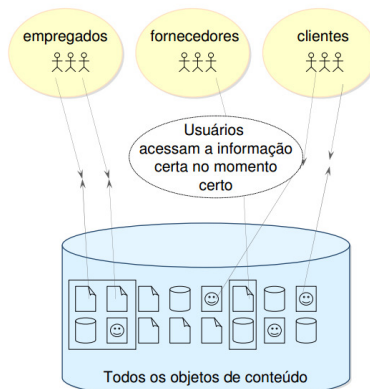 empregados
fornecedores
clientes
Usuários
acessam a informação
certa no momento
certo
Todos os objetos de conteúdo